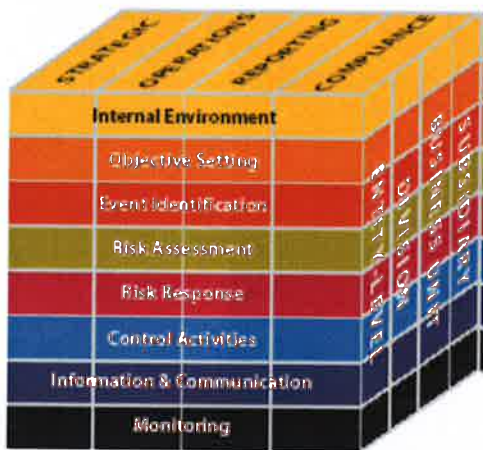 STRATEGIC
OPERATIONS
REPORTING
COMPLIANCE
Internal Environment
Objective Setting
Event Identification
Risk Assessment
Risk Response
Control Activities
Information & Communication
Monitoring
ENTITY-LEVEL
DIVISION
BUSINESS UNIT
SUBSIDIARY